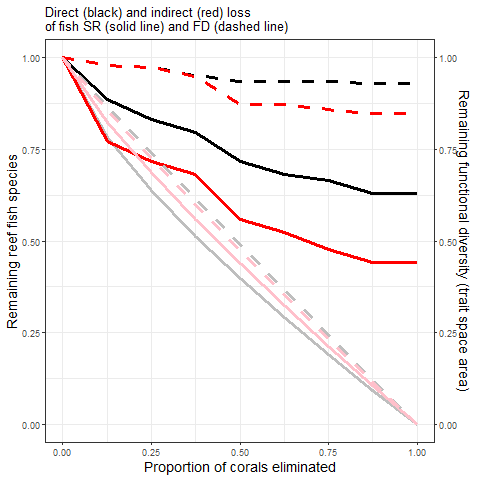 Direct (black) and indirect (red) loss
of fish SR (solid line) and FD (dashed line)
1.00
0.75
0.50
0.25
0.00
Remaining reef fish species
1.00
0.75
0.50
0.25
0.00
Remaining functional diversity (trait space area)
0.00 0.25 0.50 0.75 1.00
Proportion of corals eliminated